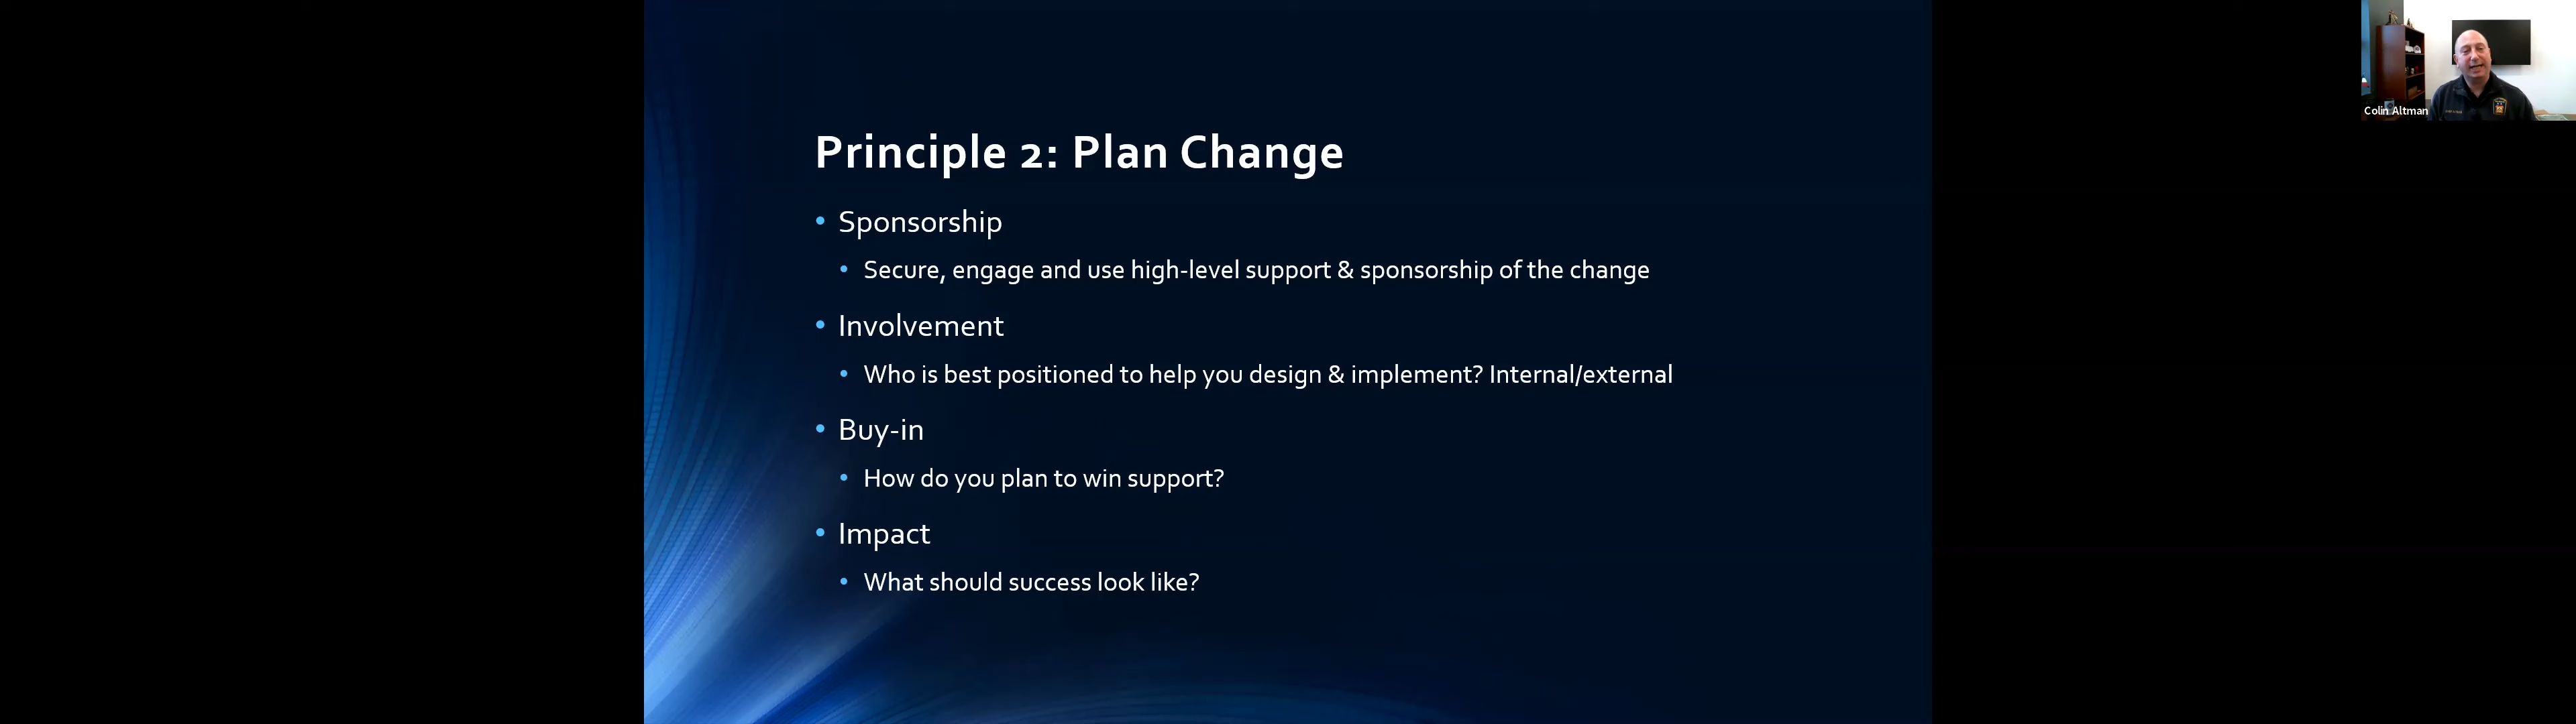 Principle 2: Plan Change
• Sponsorship
• Secure, engage and use high-level support & sponsorship of the change
• Involvement
• Who is best positioned to help you design & implement? Internal/external
• Buy-in
• How do you plan to win support?
• Impact
• What should success look like?
Colin Altman